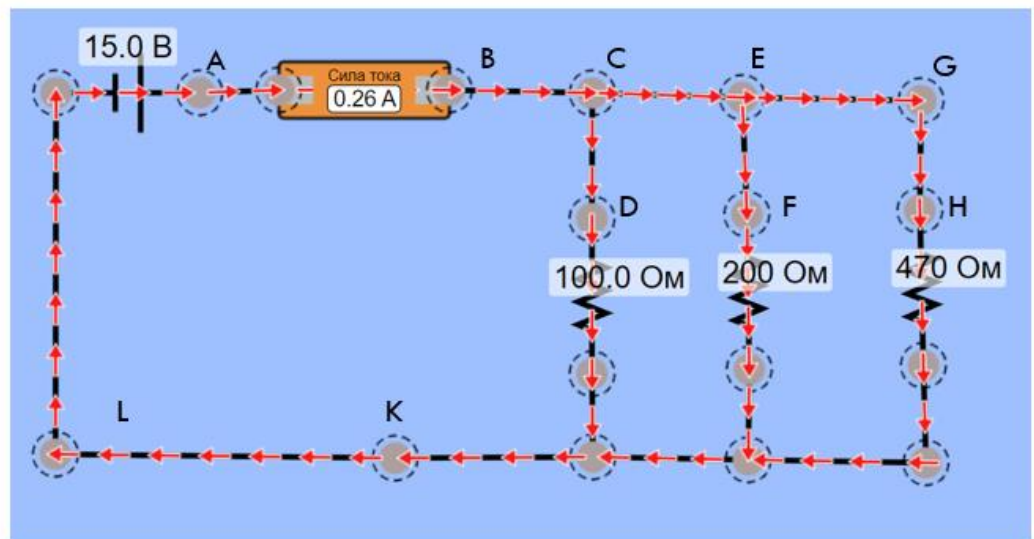 15.0 В
A
Сила тока
0.26 A
B
C
E
G
D
F
H
100.0 Ом
200 Ом
470 Ом
L
K